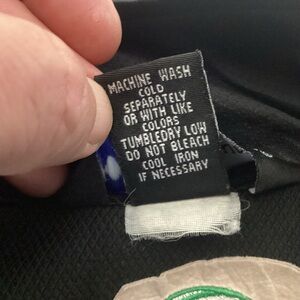 MACHINE WASH
COLD
SEPARATELY
OR WITH LIKE
COLORS
TUMBLEDRY LOW
DO NOT BLEACH
COOL IRON
IF NECESSARY